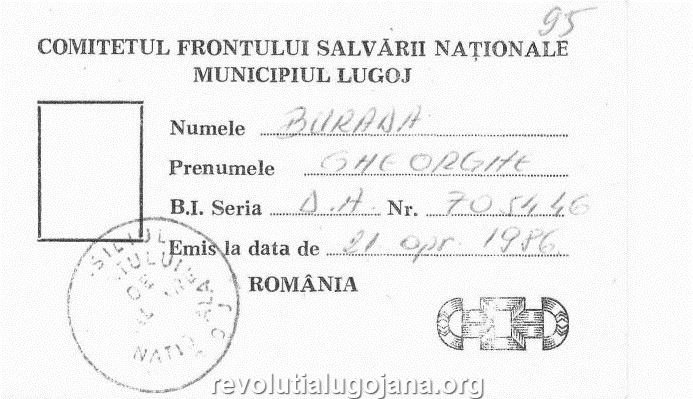 95
COMITETUL FRONTULUI SALVĂRII NAȚIONALE
MUNICIPIUL LUGOJ
Numele BURADA
Prenumele GHEORGHE
B.I. Seria D.A. Nr. 705446
Emis la data de 21 apr. 1986
ROMÂNIA
NAȚI
revolutialugojana.org